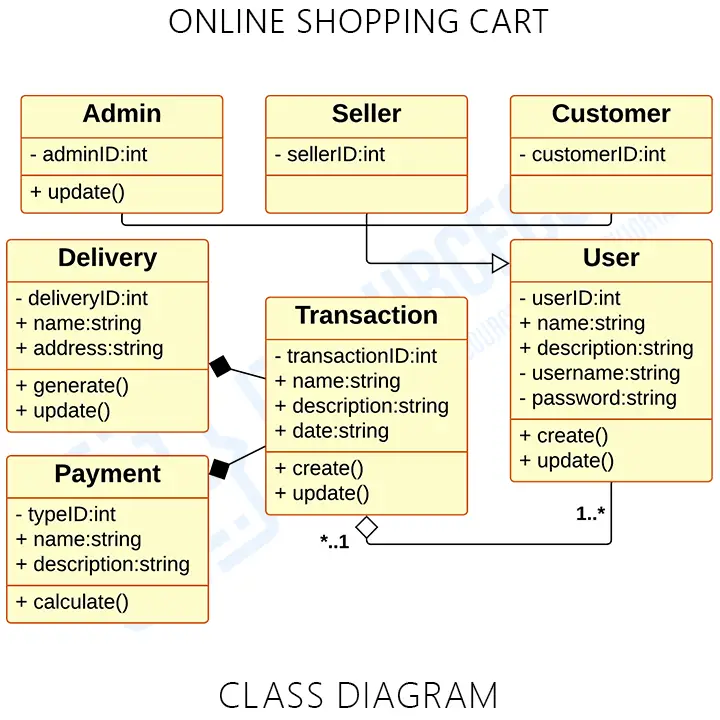 ONLINE SHOPPING CART
Admin
- adminID:int
+ update()
Seller
- sellerID:int
Customer
- customerID:int
Delivery
- deliveryID:int
+ name:string
+ address:string
+ generate()
+ update()
Transaction
- transactionID:int
+ name:string
+ description:string
+ date:string
+ create()
+ update()
User
- userID:int
+ name:string
+ description:string
- username:string
- password:string
+ create()
+ update()
Payment
- typeID:int
+ name:string
+ description:string
+ calculate()
*..1
1..*
CLASS DIAGRAM